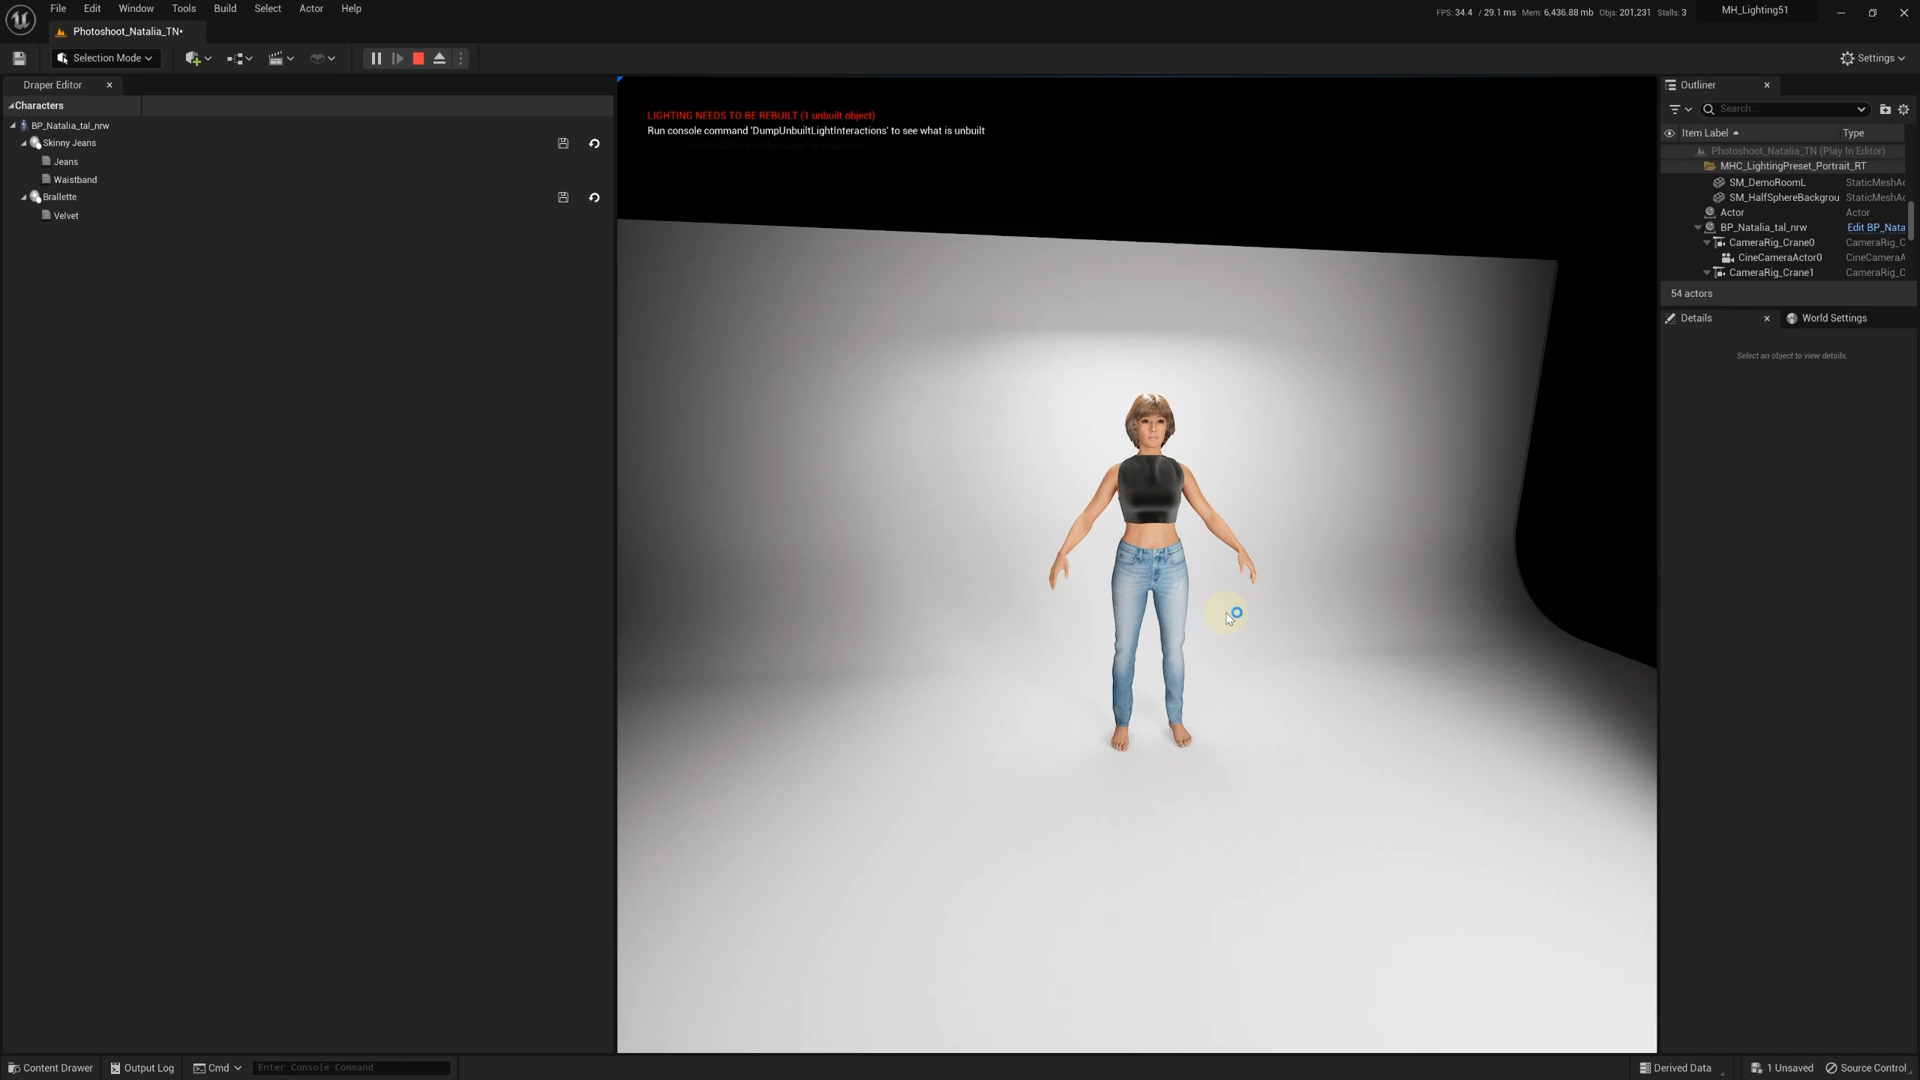 File Edit Window Tools Build Select Actor Help
FPS: 34.4 / 29.1 ms Mem: 6,436.88 mb Objs: 201,231 Stalls: 3
MH_Lighting51
Photoshoot_Natalia_TN•
Selection Mode
Settings
Draper Editor
Characters
BP_Natalia_tal_nrw
Skinny Jeans
Jeans
Waistband
Brallette
Velvet
LIGHTING NEEDS TO BE REBUILT (1 unbuilt object)
Run console command 'DumpUnbuiltLightInteractions' to see what is unbuilt
Outliner
Search...
Item Label Type
Photoshoot_Natalia_TN (Play In Editor)
MHC_LightingPreset_Portrait_RT
SM_DemoRoomL StaticMeshAc
SM_HalfSphereBackgrou StaticMeshAc
Actor Actor
BP_Natalia_tal_nrw Edit BP_Nata
CameraRig_Crane0 CameraRig_C
CineCameraActor0 CineCameraA
CameraRig_Crane1 CameraRig_C
54 actors
Details World Settings
Select an object to view details.
Content Drawer Output Log Cmd Enter Console Command
Derived Data 1 Unsaved Source Control